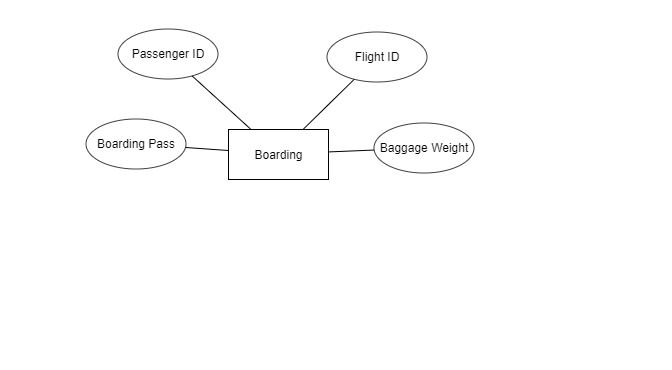 Passenger ID
Flight ID
Boarding Pass
Boarding
Baggage Weight